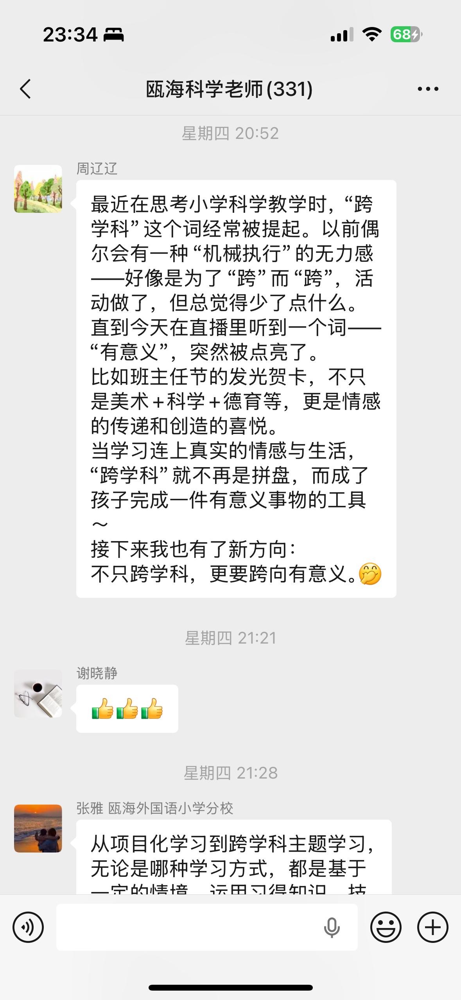 23:34
68
瓯海科学老师(331)
星期四 20:52
周辽辽
最近在思考小学科学教学时，“跨
学科”这个词经常被提起。以前偶
尔会有一种“机械执行”的无力感
——好像是为了“跨”而“跨”，活
动做了，但总觉得少了点什么。
直到今天在直播里听到一个词——
“有意义”，突然被点亮了。
比如班主任节的发光贺卡，不只
是美术+科学+德育等，更是情感
的传递和创造的喜悦。
当学习连上真实的情感与生活，
“跨学科”就不再是拼盘，而成了
孩子完成一件有意义事物的工具
～
接下来我也有了新方向：
不只跨学科，更要跨向有意义。🤭
星期四 21:21
谢晓静
👍👍👍
星期四 21:28
张雅 瓯海外国语小学分校
从项目化学习到跨学科主题学习，
无论是哪种学习方式，都是基于
一定的情境，运用习得知识、技